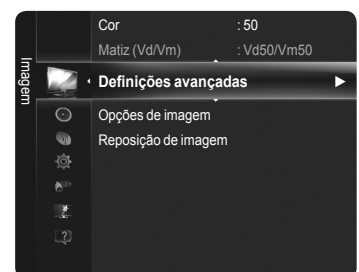 Imagem
Cor : 50
Matiz (Vd/Vm) : Vd50/Vm50
Definições avançadas
Opções de imagem
Reposição de imagem